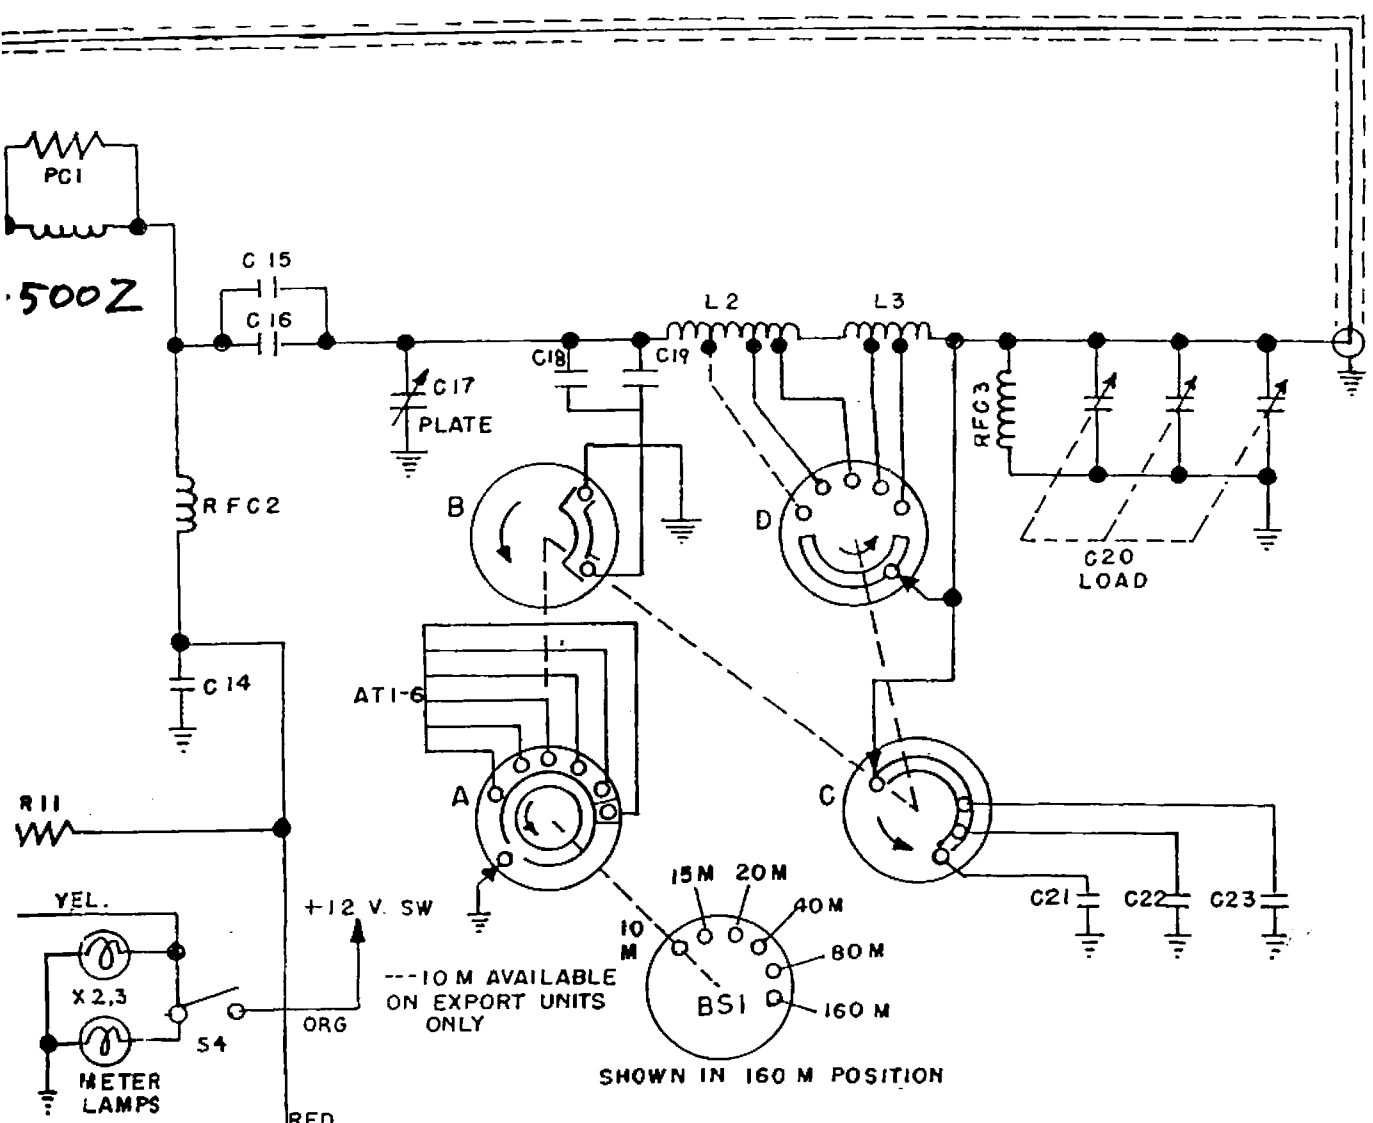 PC1
.500Z
C 15
C 16
L 2
L 3
C18
C19
C17
PLATE
RFC3
RFC2
B
D
C20
LOAD
C14
AT1-6
A
C
R11
15M
20M
10
M
40M
C21
C22
C23
YEL.
+12 V. SW
80M
X 2,3
---10 M AVAILABLE
ON EXPORT UNITS
ONLY
BS1
160 M
ORG
S4
METER
LAMPS
SHOWN IN 160 M POSITION
RED